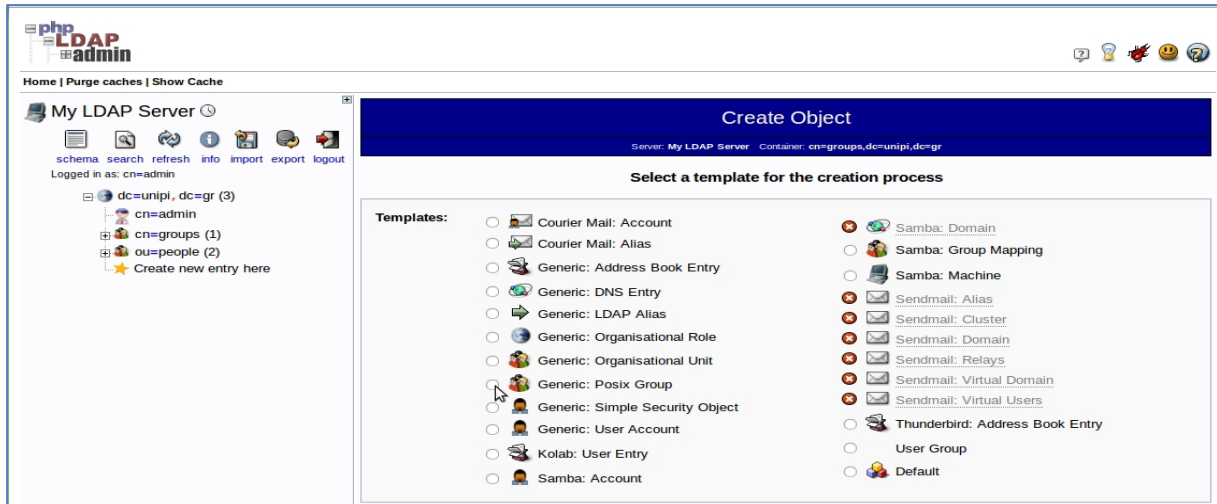 php
LDAP
admin
Home | Purge caches | Show Cache
My LDAP Server
schema search refresh info import export logout
Logged in as: cn=admin
dc=unipi, dc=gr (3)
cn=admin
cn=groups (1)
ou=people (2)
Create new entry here
Create Object
Server: My LDAP Server Container: cn=groups,dc=unipi,dc=gr
Select a template for the creation process
Templates:
Courier Mail: Account
Courier Mail: Alias
Generic: Address Book Entry
Generic: DNS Entry
Generic: LDAP Alias
Generic: Organisational Role
Generic: Organisational Unit
Generic: Posix Group
Generic: Simple Security Object
Generic: User Account
Kolab: User Entry
Samba: Account
Samba: Domain
Samba: Group Mapping
Samba: Machine
Sendmail: Alias
Sendmail: Cluster
Sendmail: Domain
Sendmail: Relays
Sendmail: Virtual Domain
Sendmail: Virtual Users
Thunderbird: Address Book Entry
User Group
Default